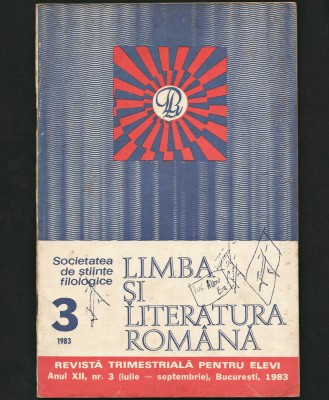 Societatea
de științe
filologice
3
1983
LIMBA
ȘI
LITERATURA
ROMÂNĂ
REVISTĂ TRIMESTRIALĂ PENTRU ELEVI
Anul XII, nr. 3 (iulie — septembrie), București, 1983